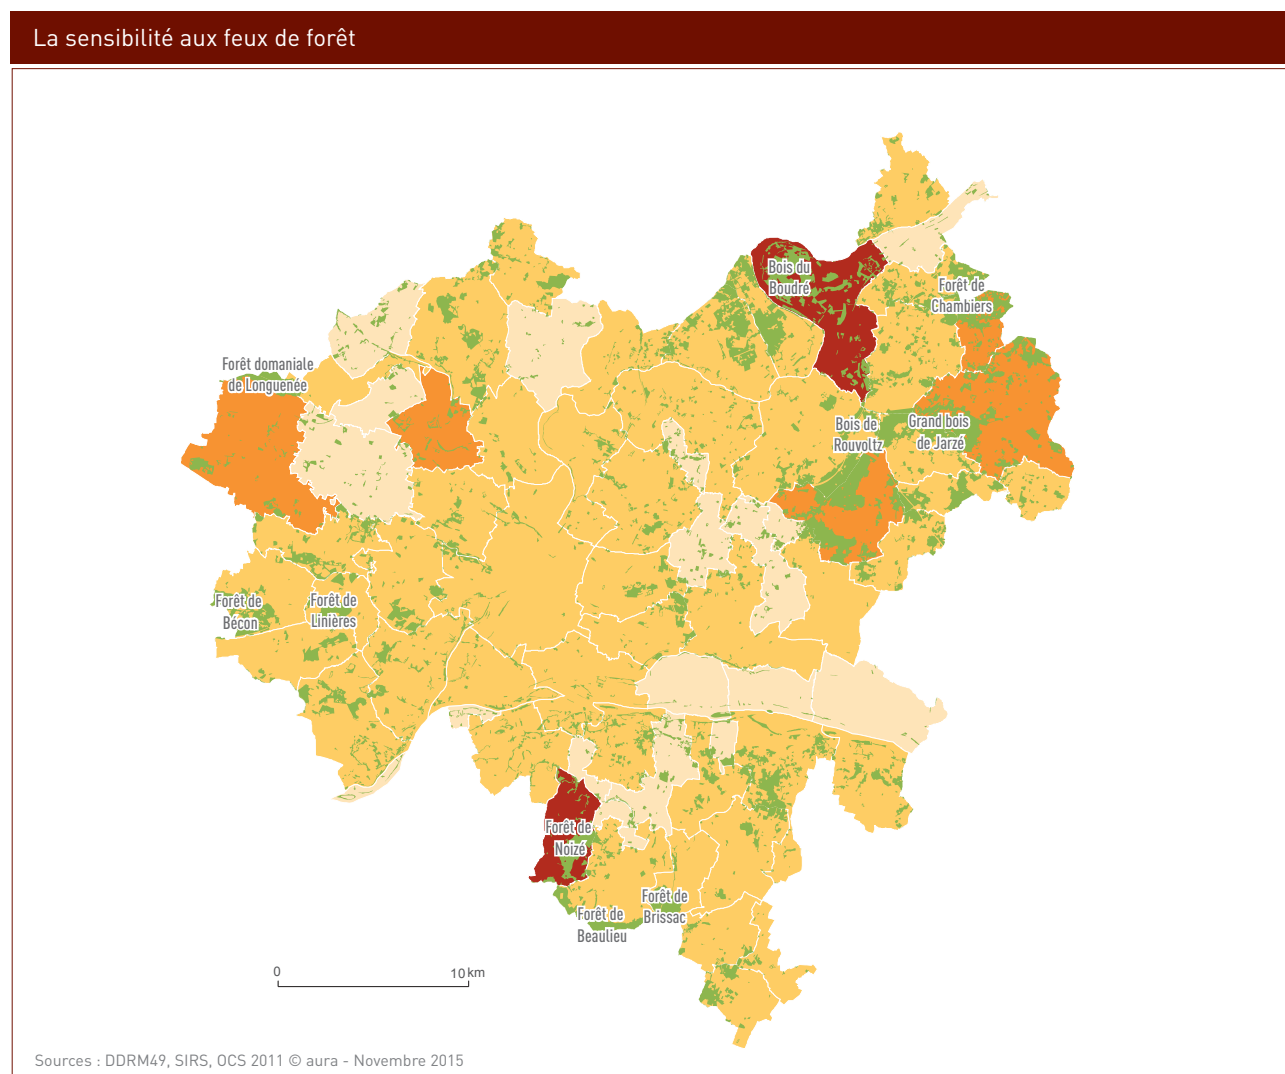 La sensibilité aux feux de forêt
Bois du
Boudré
Forêt de
Chambiers
Forêt domaniale
de Longuenée
Bois de
Rouvoltz
Grand bois
de Jarzé
Forêt de
Bécon
Forêt de
Linières
Forêt de
Noizé
Forêt de
Brissac
Forêt de
Beaulieu
0 10 km
Sources : DDRM49, SIRS, OCS 2011 © aura - Novembre 2015